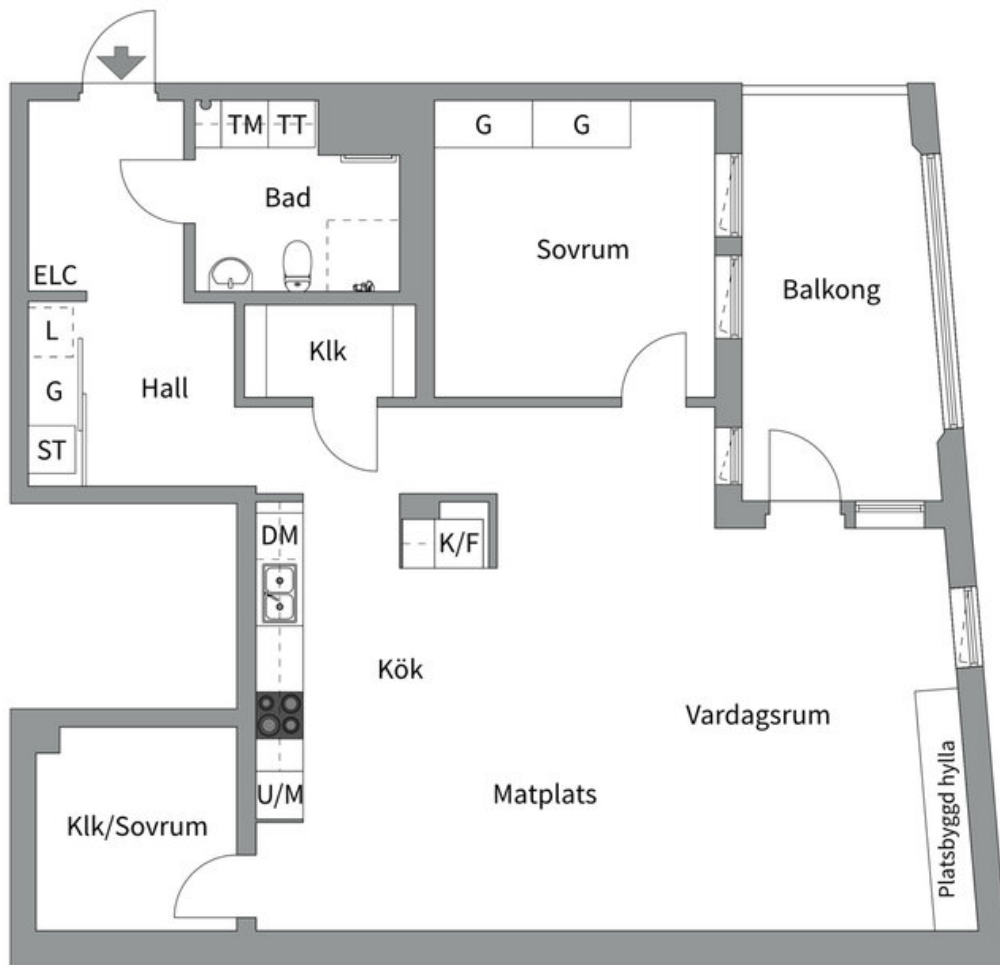 TM
TT
G
G
Bad
Sovrum
ELC
Balkong
L
Klk
G
Hall
ST
DM
K/F
Kök
Vardagsrum
U/M
Matplats
Klk/Sovrum
Platsbyggd hylla